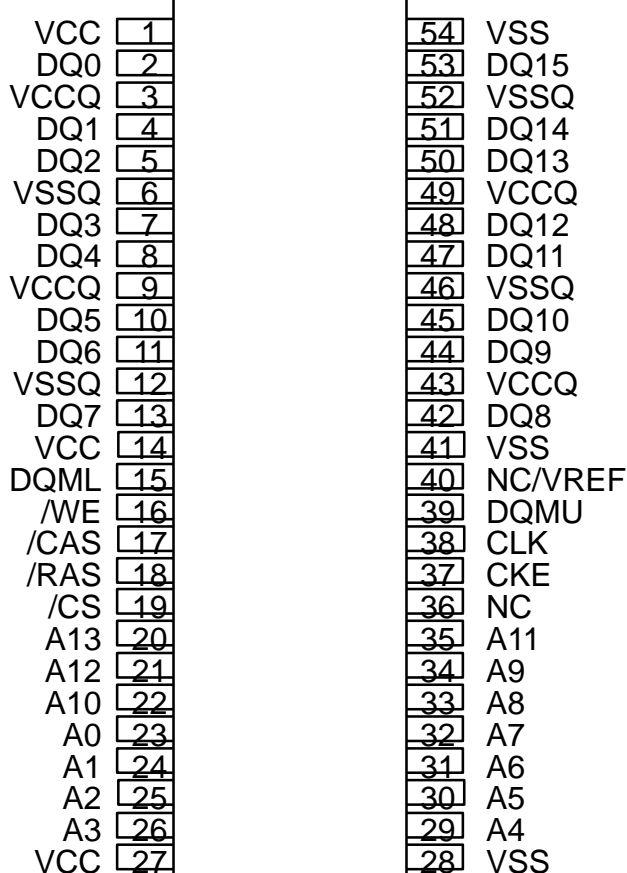 VCC 1 54 VSS
DQ0 2 53 DQ15
VCCQ 3 52 VSSQ
DQ1 4 51 DQ14
DQ2 5 50 DQ13
VSSQ 6 49 VCCQ
DQ3 7 48 DQ12
DQ4 8 47 DQ11
VCCQ 9 46 VSSQ
DQ5 10 45 DQ10
DQ6 11 44 DQ9
VSSQ 12 43 VCCQ
DQ7 13 42 DQ8
VCC 14 41 VSS
DQML 15 40 NC/VREF
/WE 16 39 DQMU
/CAS 17 38 CLK
/RAS 18 37 CKE
/CS 19 36 NC
A13 20 35 A11
A12 21 34 A9
A10 22 33 A8
A0 23 32 A7
A1 24 31 A6
A2 25 30 A5
A3 26 29 A4
VCC 27 28 VSS